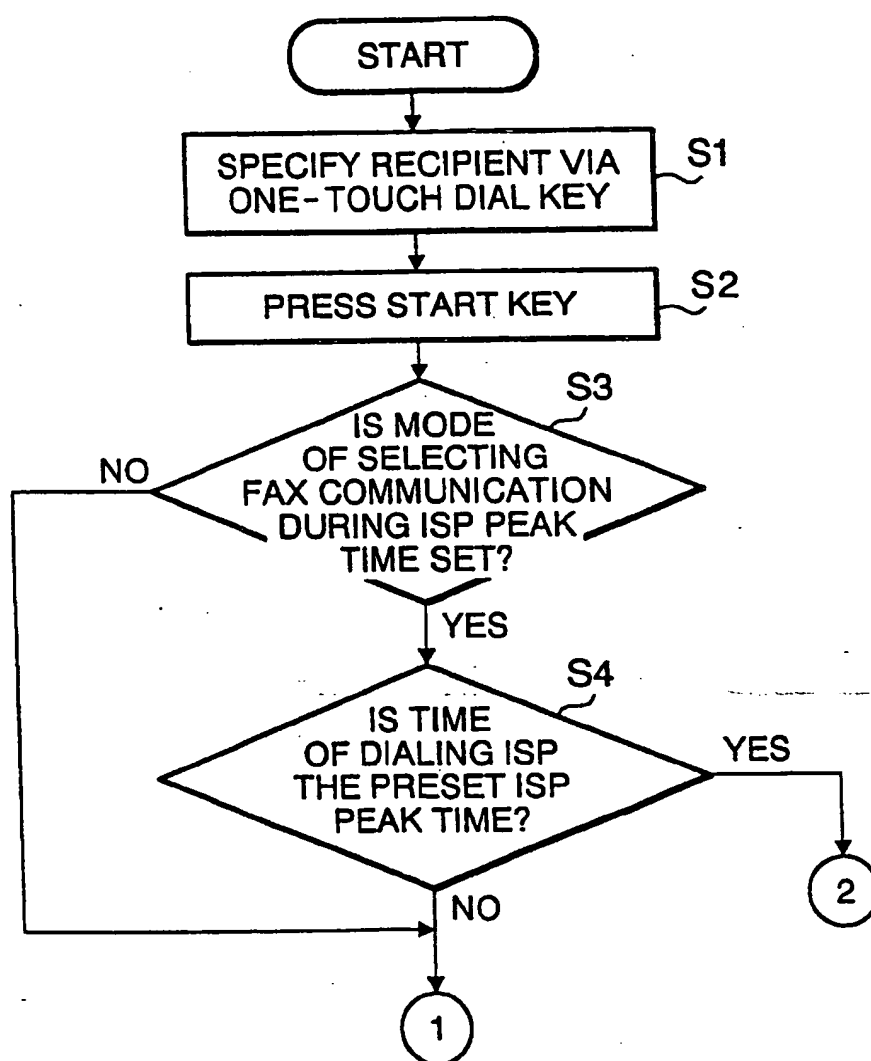 START
SPECIFY RECIPIENT VIA
ONE-TOUCH DIAL KEY
S1
PRESS START KEY
S2
S3
IS MODE
OF SELECTING
FAX COMMUNICATION
DURING ISP PEAK
TIME SET?
NO
YES
S4
IS TIME
OF DIALING ISP
THE PRESET ISP
PEAK TIME?
YES
2
NO
1